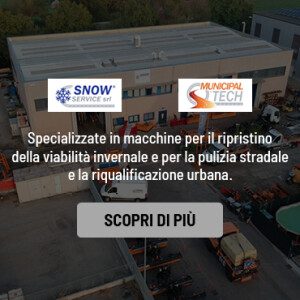 SNOW®
SERVICE srl
MUNICIPAL
TECH
Specializzate in macchine per il ripristino
della viabilità invernale e per la pulizia stradale
e la riqualificazione urbana.
SCOPRI DI PIÙ